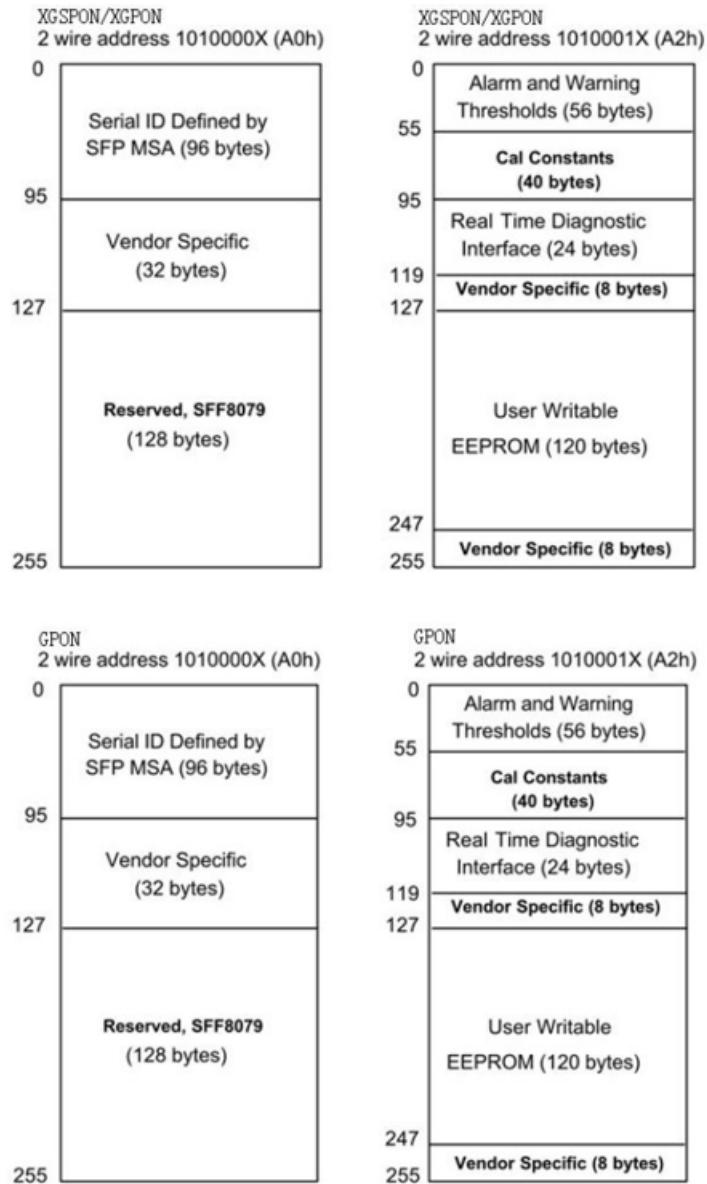 XGSPON/XGPON
2 wire address 1010000X (A0h)
0
Serial ID Defined by
SFP MSA (96 bytes)
95
Vendor Specific
(32 bytes)
127
Reserved, SFF8079
(128 bytes)
255
XGSPON/XGPON
2 wire address 1010001X (A2h)
0
Alarm and Warning
Thresholds (56 bytes)
55
Cal Constants
(40 bytes)
95
Real Time Diagnostic
Interface (24 bytes)
119
Vendor Specific (8 bytes)
127
User Writable
EEPROM (120 bytes)
247
Vendor Specific (8 bytes)
255
GPON
2 wire address 1010000X (A0h)
0
Serial ID Defined by
SFP MSA (96 bytes)
95
Vendor Specific
(32 bytes)
127
Reserved, SFF8079
(128 bytes)
255
GPON
2 wire address 1010001X (A2h)
0
Alarm and Warning
Thresholds (56 bytes)
55
Cal Constants
(40 bytes)
95
Real Time Diagnostic
Interface (24 bytes)
119
Vendor Specific (8 bytes)
127
User Writable
EEPROM (120 bytes)
247
Vendor Specific (8 bytes)
255